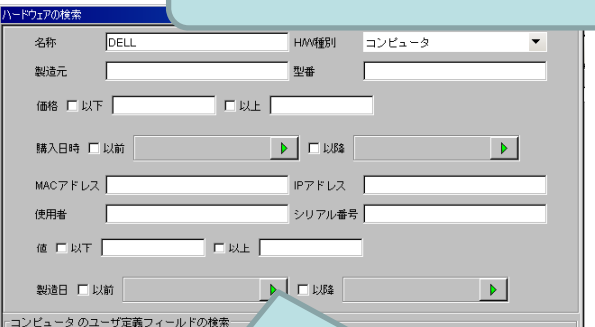 ハードウェアの検索
名称 DELL H/W種別 コンピュータ
製造元 型番
価格 以下 以上
購入日時 以前 以降
MACアドレス IPアドレス
使用者 シリアル番号
値 以下 以上
製造日 以前 以降
コンピュータ のユーザ定義フィールドの検索